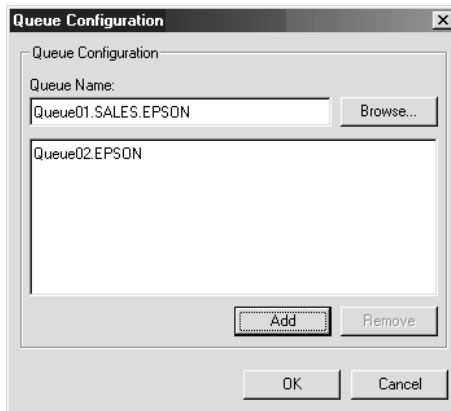 Queue Configuration
Queue Configuration
Queue Name:
Queue01.SALES.EPSON
Browse...
Queue02.EPSON
Add
Remove
OK
Cancel